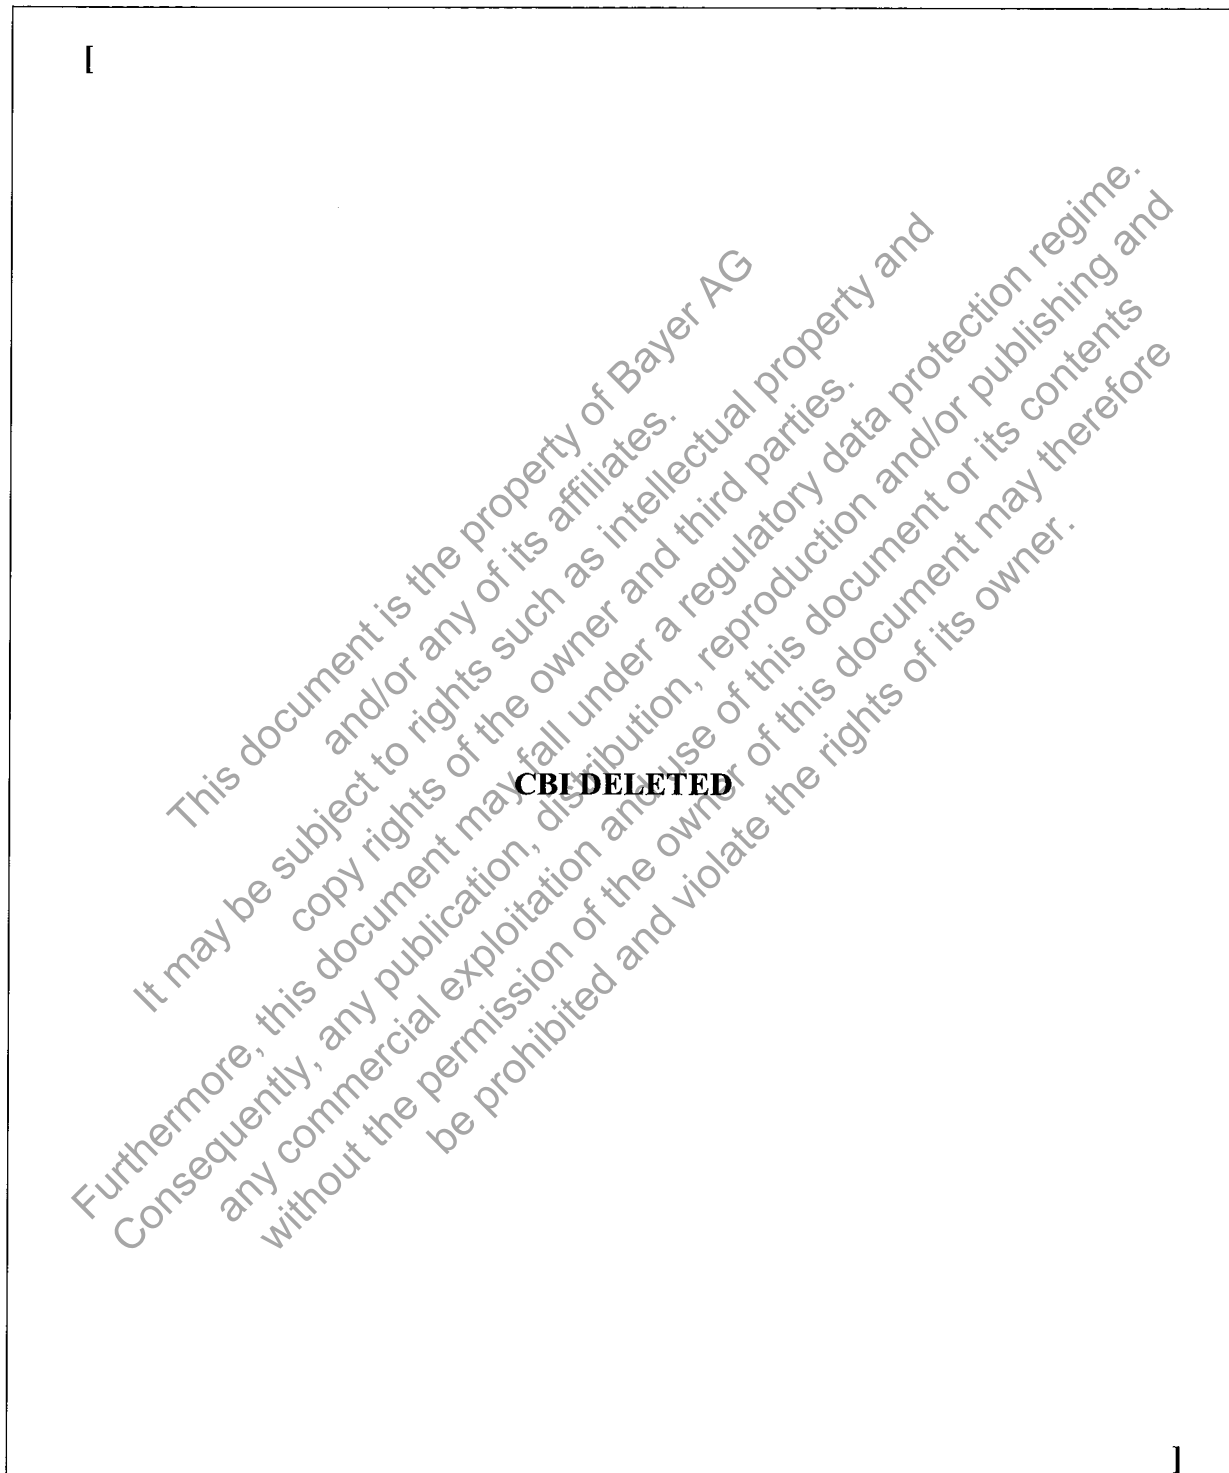 [
This document is the property of Bayer AG
and/or any of its affiliates.
It may be subject to rights such as intellectual property and
copy rights of the owner and third parties.
Furthermore, this document may fall under a regulatory data protection regime.
Consequently, any publication, distribution, reproduction and/or publishing and
any commercial exploitation and use of this document or its contents
without the permission of the owner of this document may therefore
be prohibited and violate the rights of its owner.
CBI DELETED
]